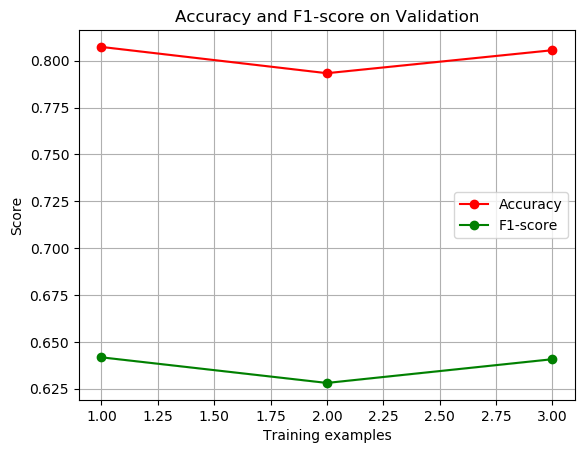 Accuracy and F1-score on Validation
0.800
0.775
0.750
0.725
0.700
0.675
0.650
0.625
Score
Accuracy
F1-score
1.00 1.25 1.50 1.75 2.00 2.25 2.50 2.75 3.00
Training examples